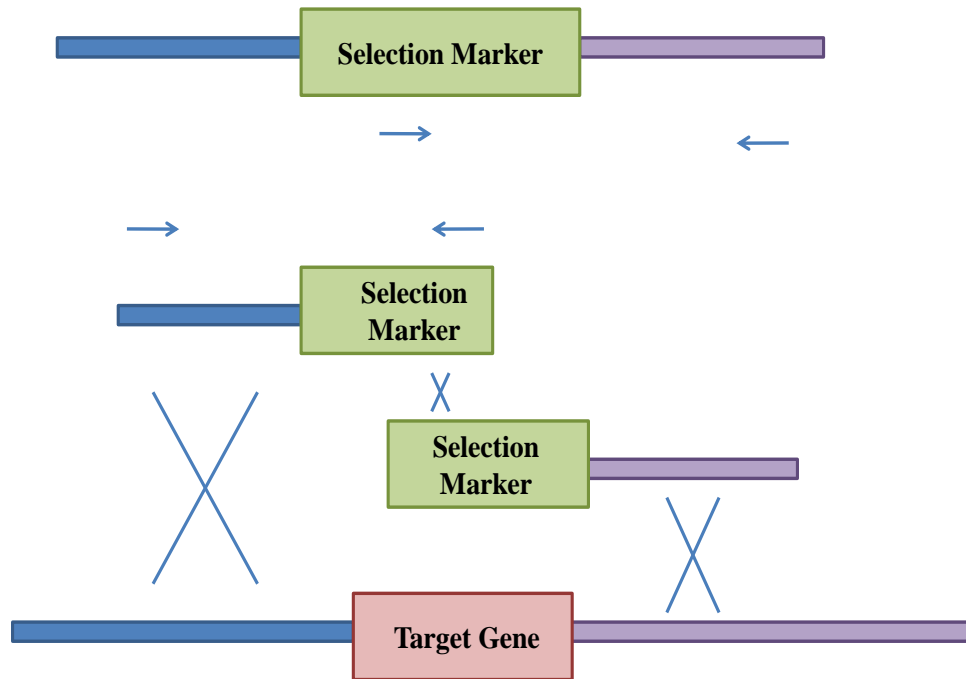 Selection Marker
Selection
Marker
Selection
Marker
Target Gene